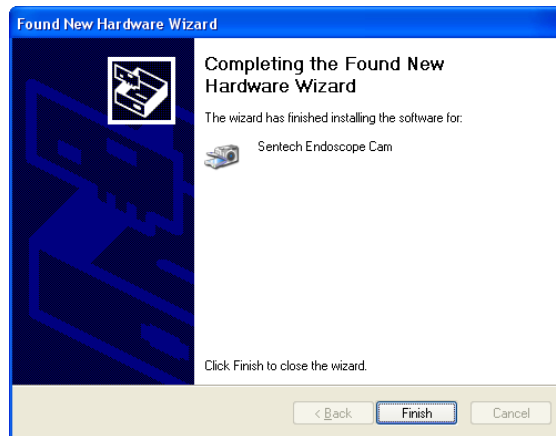 Found New Hardware Wizard
Completing the Found New
Hardware Wizard
The wizard has finished installing the software for:
Sentech Endoscope Cam
Click Finish to close the wizard.
< Back
Finish
Cancel